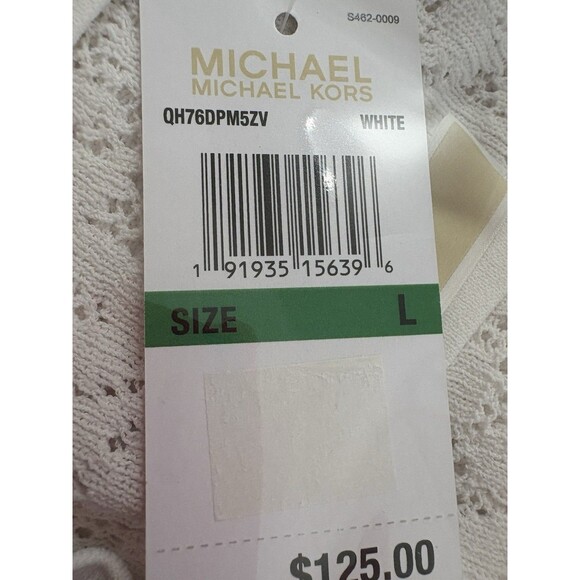 S462-0009
MICHAEL
MICHAEL KORS
QH76DPM5ZV WHITE
1 91935 15639 6
SIZE L
$125.00